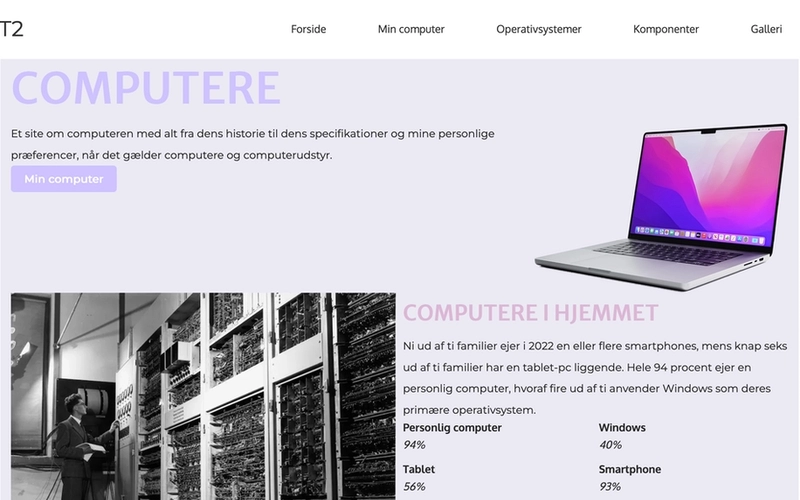 T2
Forside Min computer Operativsystemer Komponenter Galleri
COMPUTERE
Et site om computeren med alt fra dens historie til dens specifikationer og mine personlige
præferencer, når det gælder computere og computerudstyr.
Min computer
COMPUTERE I HJEMMET
Ni ud af ti familier ejer i 2022 en eller flere smartphones, mens knap seks
ud af ti familier har en tablet-pc liggende. Hele 94 procent ejer en
personlig computer, hvoraf fire ud af ti anvender Windows som deres
primære operativsystem.
Personlig computer Windows
94% 40%
Tablet Smartphone
56% 93%